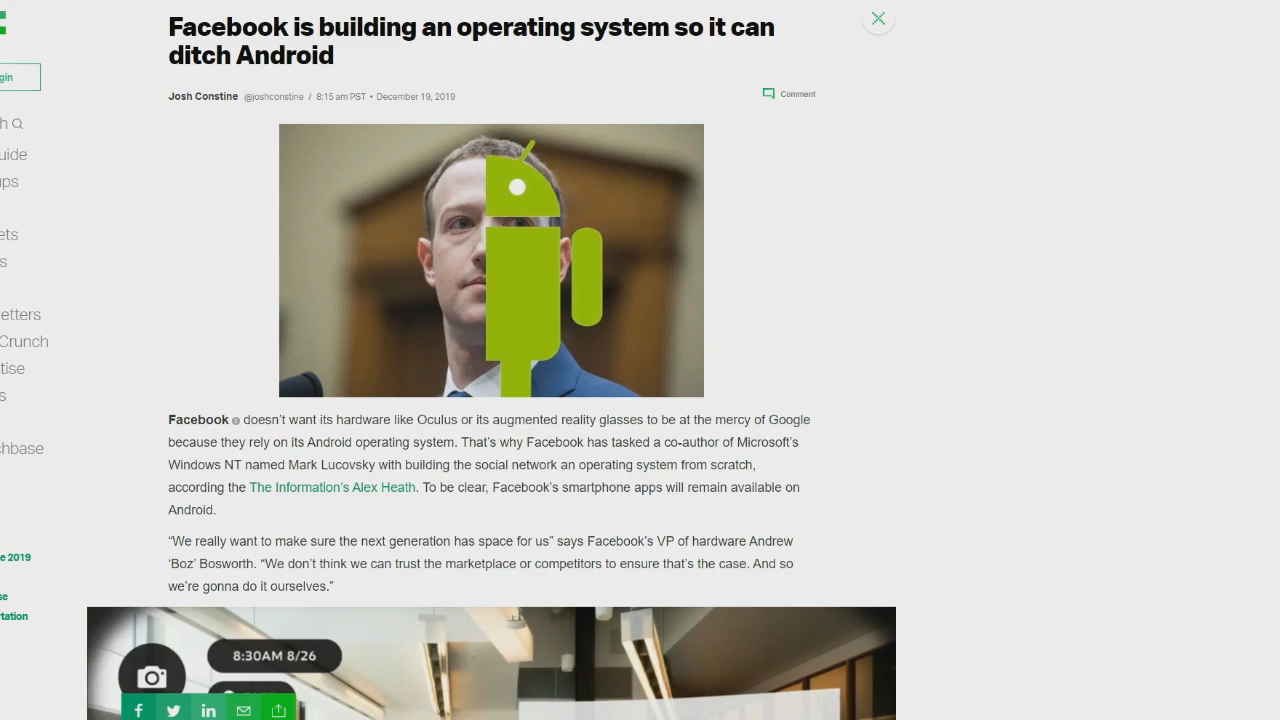 Facebook is building an operating system so it can
ditch Android
Josh Constine @joshconstine / 8:15 am PST • December 19, 2019
Comment
gin
h
uide
ups
ets
s
etters
Crunch
tise
s
chbase
e 2019
se
rtation
Facebook doesn’t want its hardware like Oculus or its augmented reality glasses to be at the mercy of Google
because they rely on its Android operating system. That’s why Facebook has tasked a co-author of Microsoft’s
Windows NT named Mark Lucovsky with building the social network an operating system from scratch,
according the The Information’s Alex Heath. To be clear, Facebook’s smartphone apps will remain available on
Android.
“We really want to make sure the next generation has space for us” says Facebook’s VP of hardware Andrew
‘Boz’ Bosworth. “We don’t think we can trust the marketplace or competitors to ensure that’s the case. And so
we’re gonna do it ourselves.”
8:30AM 8/26